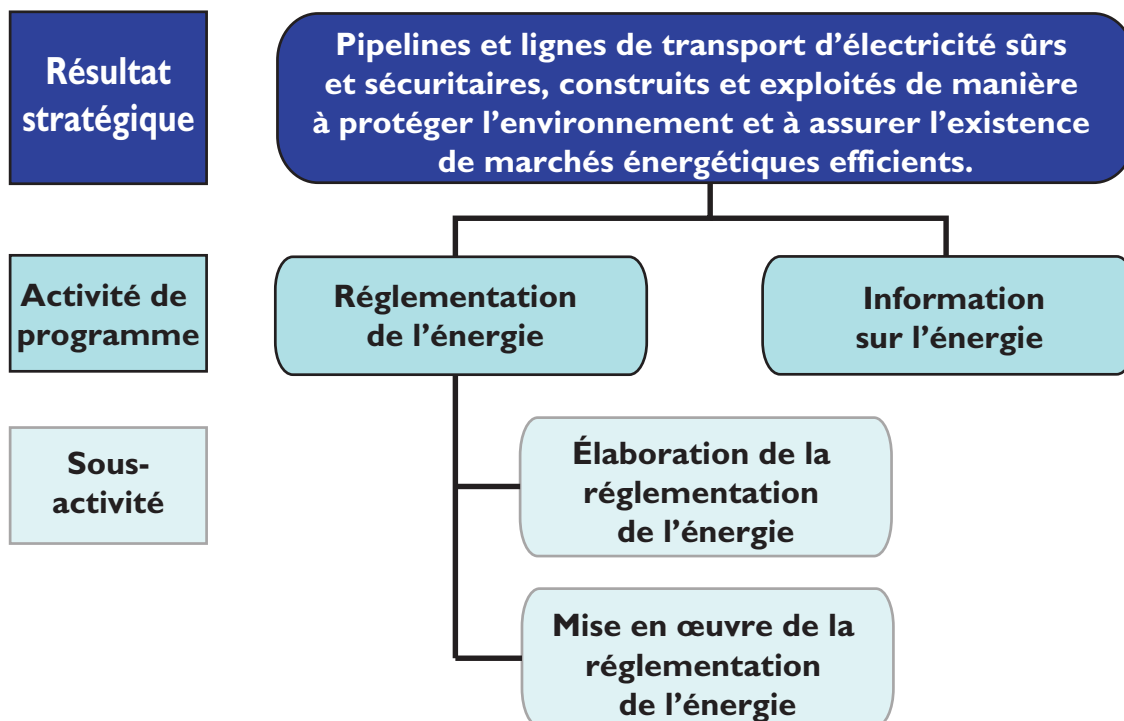 Résultat
stratégique
Pipelines et lignes de transport d’électricité sûrs
et sécuritaires, construits et exploités de manière
à protéger l’environnement et à assurer l’existence
de marchés énergétiques efficients.
Activité de
programme
Réglementation
de l’énergie
Information
sur l’énergie
Sous-
activité
Élaboration de la
réglementation
de l’énergie
Mise en œuvre de la
réglementation
de l’énergie